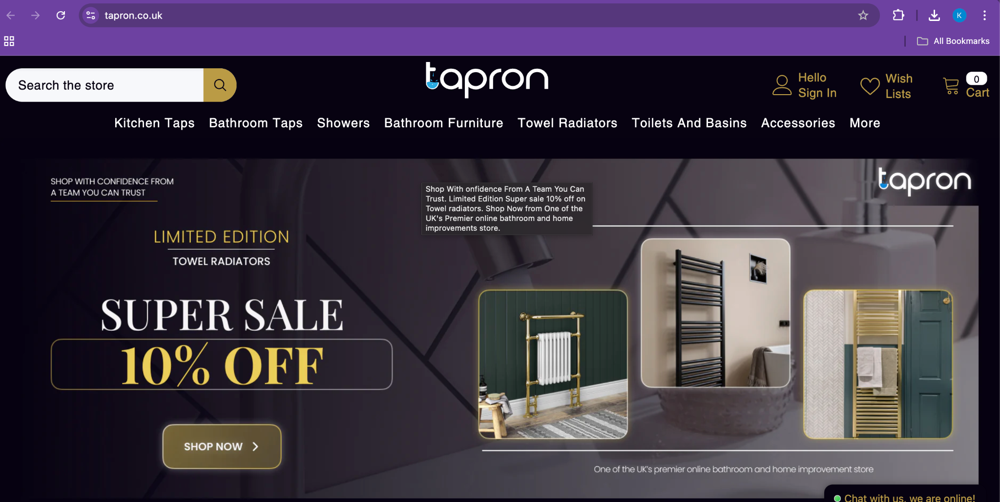 tapron.co.uk
K
All Bookmarks
Search the store
tapron
Hello
Sign In
Wish
Lists
0
Cart
Kitchen Taps Bathroom Taps Showers Bathroom Furniture Towel Radiators Toilets And Basins Accessories More
SHOP WITH CONFIDENCE FROM
A TEAM YOU CAN TRUST
tapron
Shop With onfidence From A Team You Can
Trust. Limited Edition Super sale 10% off on
Towel radiators. Shop Now from One of the
UK's Premier online bathroom and home
improvements store.
LIMITED EDITION
TOWEL RADIATORS
SUPER SALE
10% OFF
SHOP NOW
One of the UK's premier online bathroom and home improvement store
Chat with us, we are online!